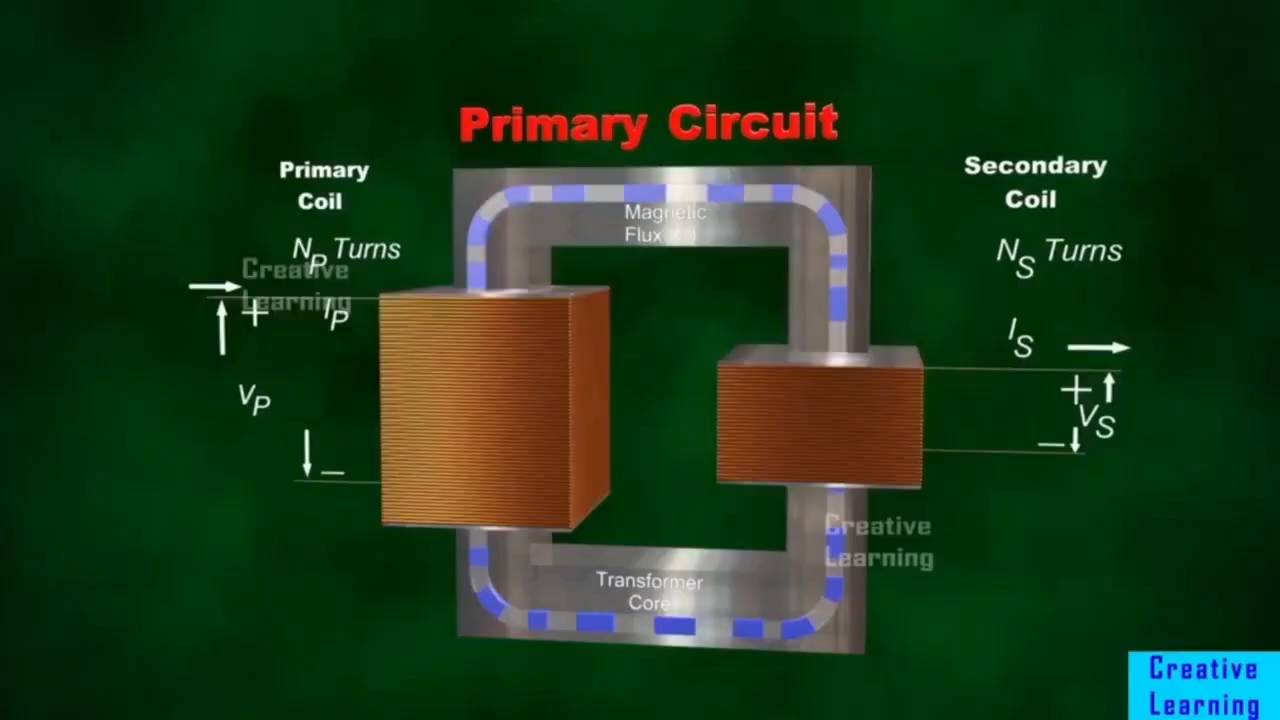 Primary Circuit
Primary
Coil
NP Turns
Creative
Learning
+
IP
VP
–
Magnetic
Flux
Transformer
Core
Secondary
Coil
NS Turns
IS
+
VS
–
Creative
Learning
Creative
Learning